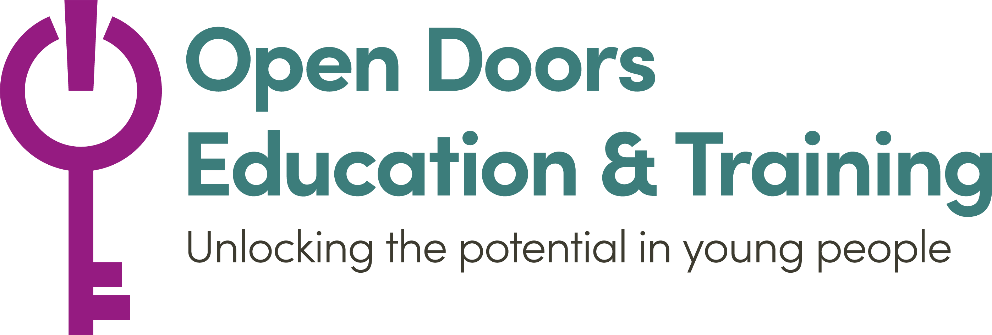 Open Doors
Education & Training
Unlocking the potential in young people